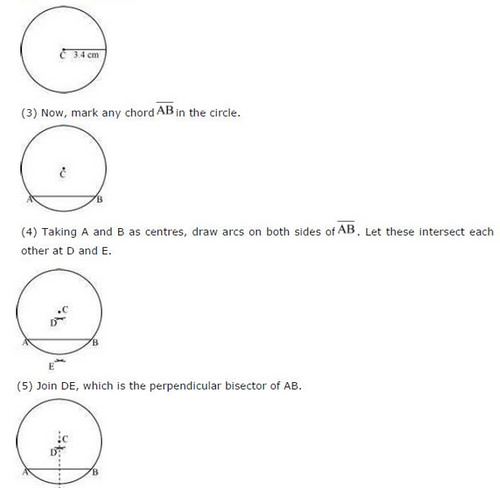 C 3.4 cm
(3) Now, mark any chord AB in the circle.
C
A B
(4) Taking A and B as centres, draw arcs on both sides of AB. Let these intersect each
other at D and E.
C
D
A B
E
(5) Join DE, which is the perpendicular bisector of AB.
C
D
A B